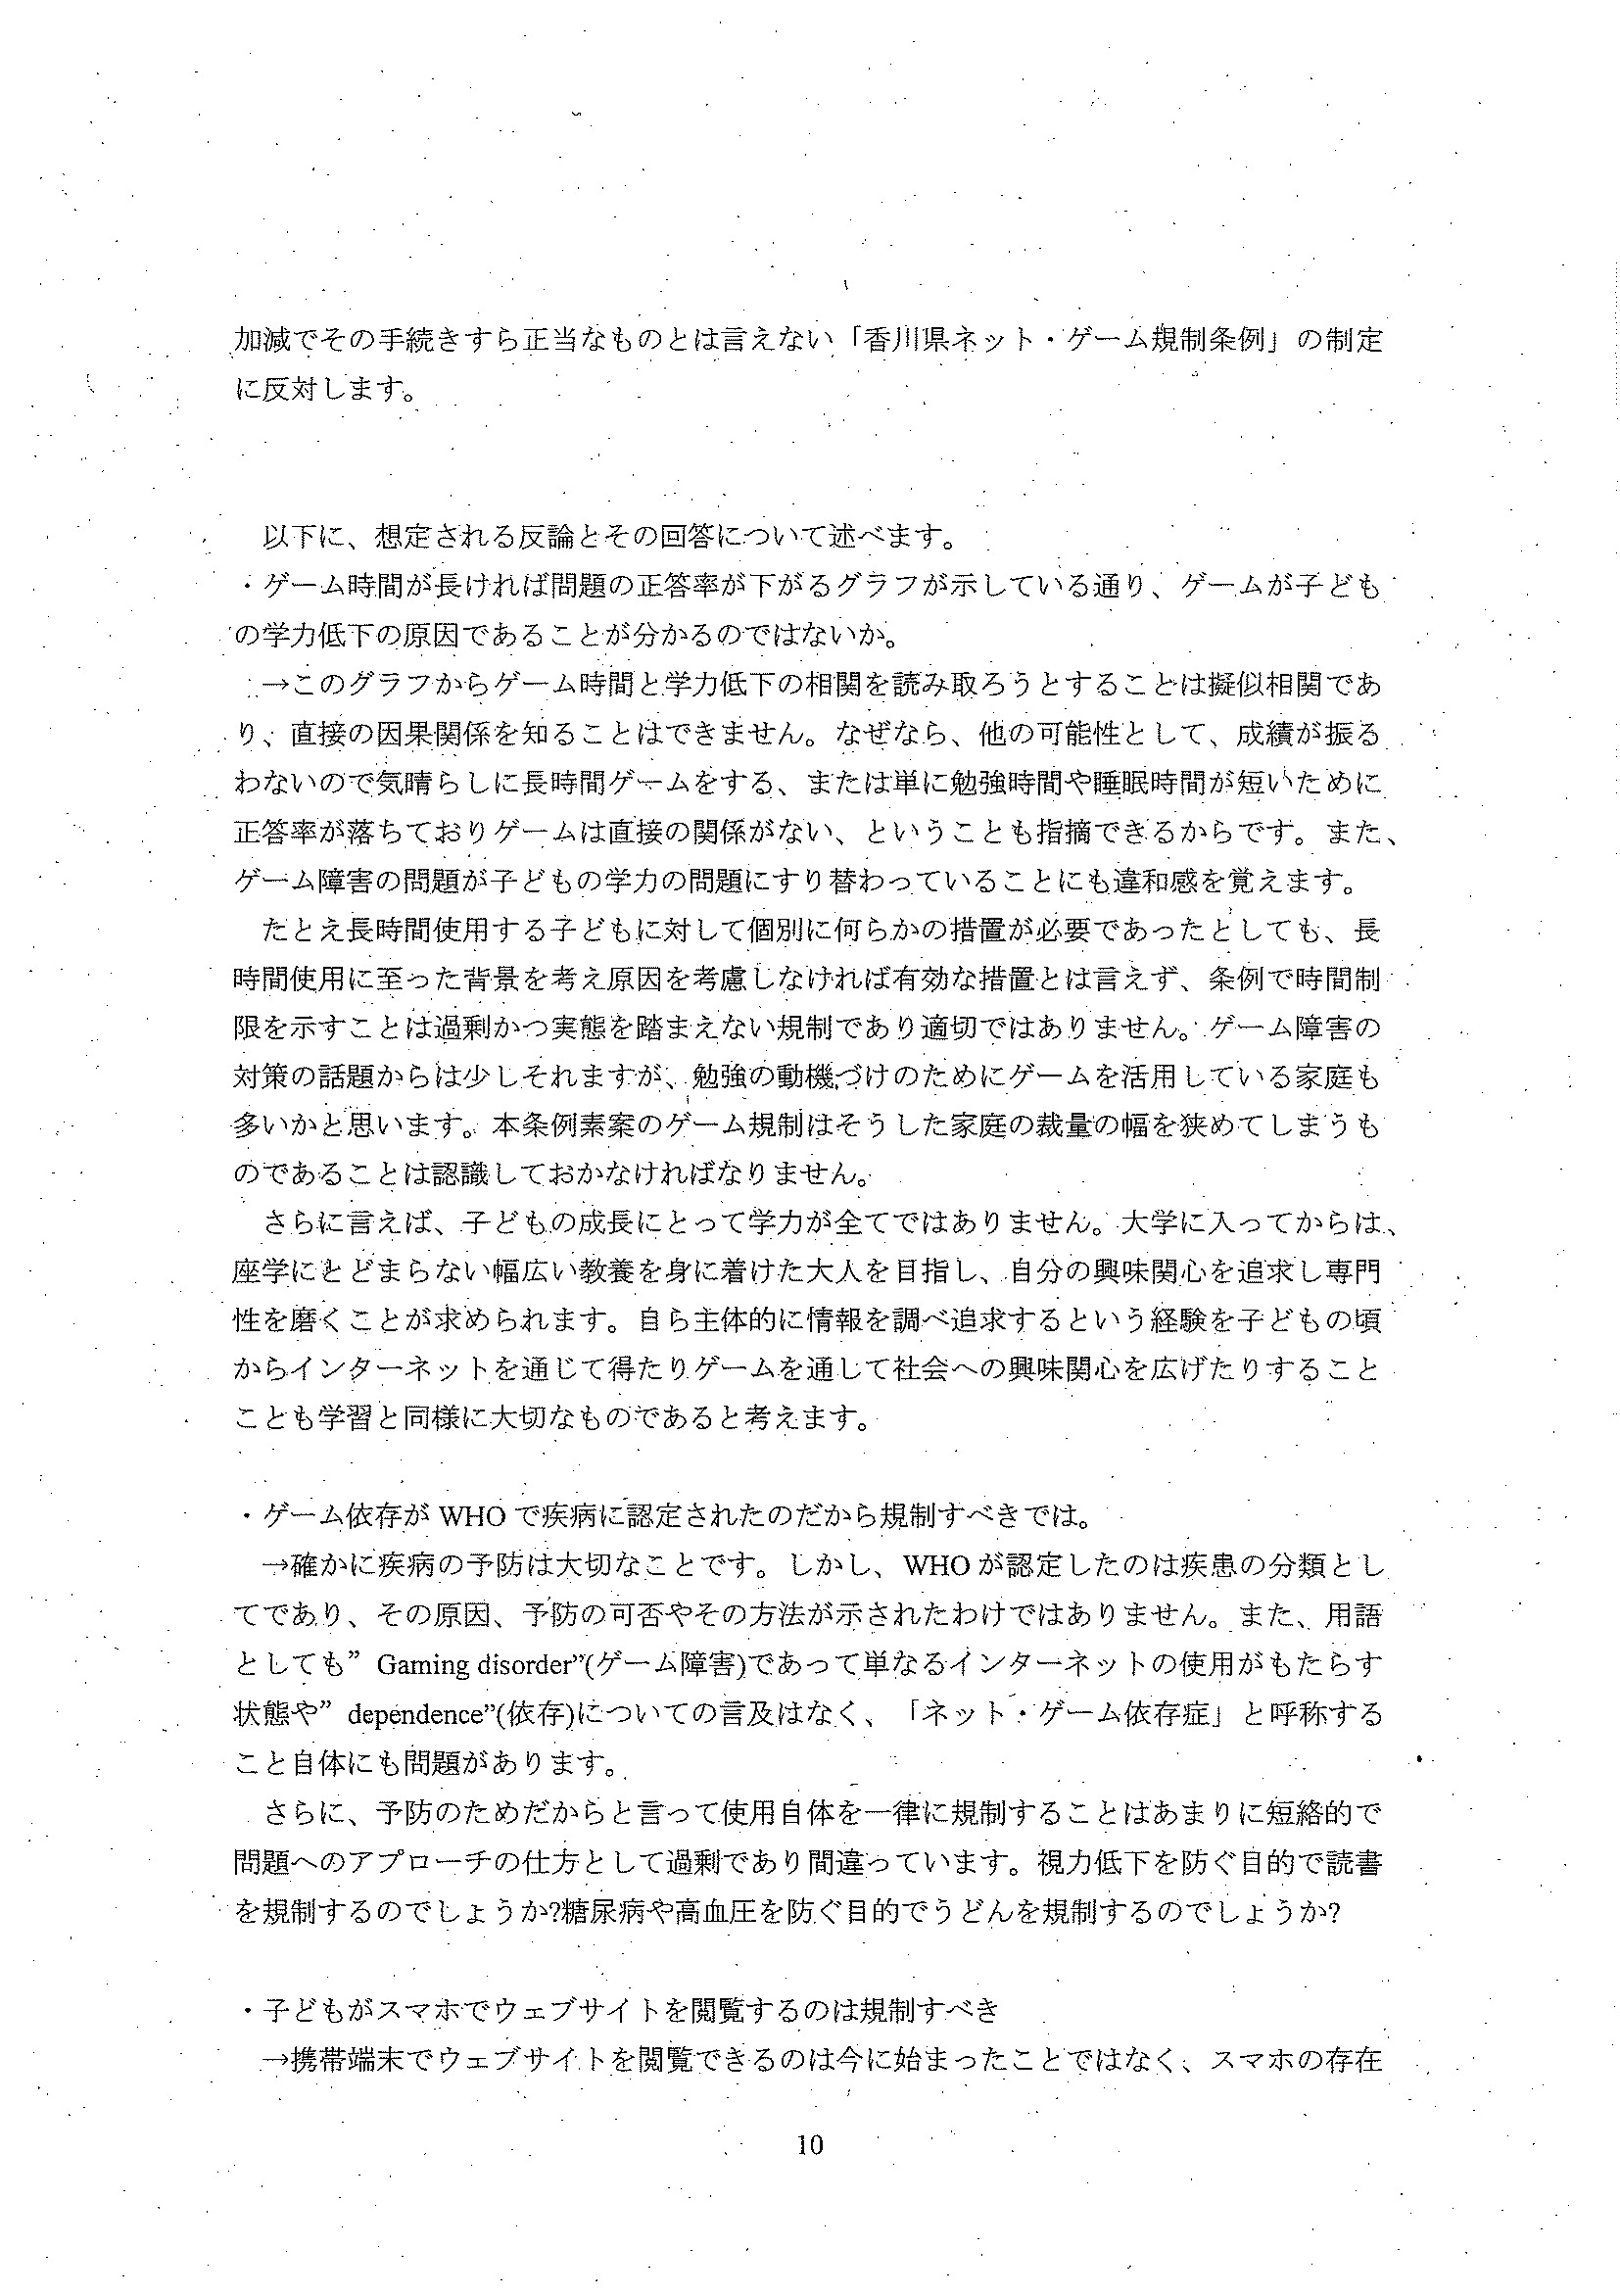 加減でその手続きすら正当なものとは言えない「香川県ネット・ゲーム規制条例」の制定
に反対します。
以下に、想定される反論とその回答について述べます。
・ゲーム時間が長ければ問題の正答率が下がるグラフが示している通り、ゲームが子ども
の学力低下の原因であることが分かるのではないか。
→このグラフからゲーム時間と学力低下の相関を読み取ろうとすることは擬似相関であ
り、直接の因果関係を知ることはできません。なぜなら、他の可能性として、成績が振る
わないので気晴らしに長時間ゲームをする、または単に勉強時間や睡眠時間が短いために
正答率が落ちておりゲームは直接の関係がない、ということも指摘できるからです。また、
ゲーム障害の問題が子どもの学力の問題にすり替わっていることにも違和感を覚えます。
たとえ長時間使用する子どもに対して個別に何らかの措置が必要であったとしても、長
時間使用に至った背景を考え原因を考慮しなければ有効な措置とは言えず、条例で時間制
限を示すことは過剰かつ実態を踏まえない規制であり適切ではありません。ゲーム障害の
対策の話題からは少しそれますが、勉強の動機づけのためにゲームを活用している家庭も
多いかと思います。本条例素案のゲーム規制はそうした家庭の裁量の幅を狭めてしまうも
のであることは認識しておかなければなりません。
さらに言えば、子どもの成長にとって学力が全てではありません。大学に入ってからは、
座学にとどまらない幅広い教養を身に着けた大人を目指し、自分の興味関心を追求し専門
性を磨くことが求められます。自ら主体的に情報を調べ追求するという経験を子どもの頃
からインターネットを通じて得たりゲームを通して社会への興味関心を広げたりすること
ことも学習と同様に大切なものであると考えます。
・ゲーム依存が WHO で疾病に認定されたのだから規制すべきでは。
→確かに疾病の予防は大切なことです。しかし、WHO が認定したのは疾患の分類とし
てであり、その原因、予防の可否やその方法が示されたわけではありません。また、用語
としても” Gaming disorder”(ゲーム障害)であって単なるインターネットの使用がもたらす
状態や” dependence”(依存)についての言及はなく、「ネット・ゲーム依存症」と呼称する
こと自体にも問題があります。
さらに、予防のためだからと言って使用自体を一律に規制することはあまりに短絡的で
問題へのアプローチの仕方として過剰であり間違っています。視力低下を防ぐ目的で読書
を規制するのでしょうか?糖尿病や高血圧を防ぐ目的でうどんを規制するのでしょうか?
・子どもがスマホでウェブサイトを閲覧するのは規制すべき
→携帯端末でウェブサイトを閲覧できるのは今に始まったことではなく、スマホの存在
10